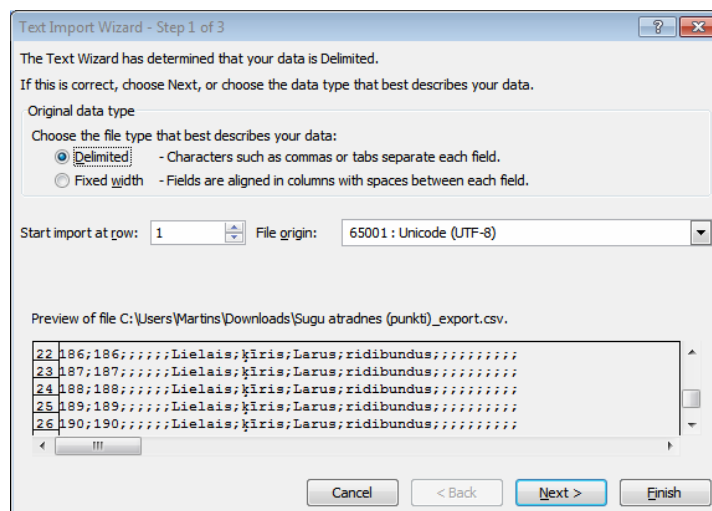 Text Import Wizard - Step 1 of 3
The Text Wizard has determined that your data is Delimited.
If this is correct, choose Next, or choose the data type that best describes your data.
Original data type
Choose the file type that best describes your data:
Delimited - Characters such as commas or tabs separate each field.
Fixed width - Fields are aligned in columns with spaces between each field.
Start import at row: 1 File origin: 65001 : Unicode (UTF-8)
Preview of file C:\Users\Martins\Downloads\Sugu atradnes (punkti)_export.csv.
22 186;186;;;;;;Lielais;ķīris;Larus;ridibundus;;;;;;;;;;
23 187;187;;;;;;Lielais;ķīris;Larus;ridibundus;;;;;;;;;;
24 188;188;;;;;;Lielais;ķīris;Larus;ridibundus;;;;;;;;;;
25 189;189;;;;;;Lielais;ķīris;Larus;ridibundus;;;;;;;;;;
26 190;190;;;;;;Lielais;ķīris;Larus;ridibundus;;;;;;;;;;
Cancel < Back Next > Finish